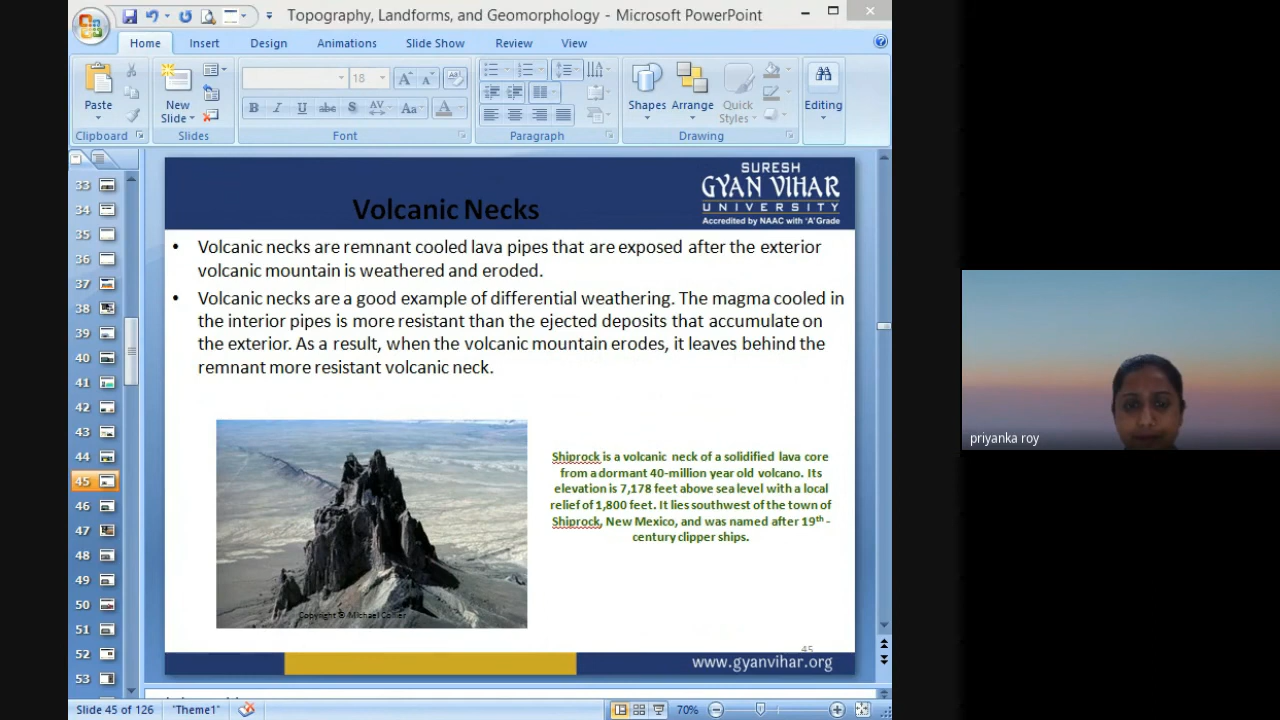 Topography, Landforms, and Geomorphology - Microsoft PowerPoint
Home Insert Design Animations Slide Show Review View
18
Paste
New
Slide
Shapes Arrange Quick
Styles
Editing
B I U abc S AV Aa A
Clipboard Slides Font Paragraph Drawing
33
34
35
36
37
38
39
40
41
42
43
44
45
46
47
48
49
50
51
52
53
SURESH
GYAN VIHAR
UNIVERSITY
Accredited by NAAC with 'A' Grade
Volcanic Necks
• Volcanic necks are remnant cooled lava pipes that are exposed after the exterior
volcanic mountain is weathered and eroded.
• Volcanic necks are a good example of differential weathering. The magma cooled in
the interior pipes is more resistant than the ejected deposits that accumulate on
the exterior. As a result, when the volcanic mountain erodes, it leaves behind the
remnant more resistant volcanic neck.
Shiprock is a volcanic neck of a solidified lava core
from a dormant 40-million year old volcano. Its
elevation is 7,178 feet above sea level with a local
relief of 1,800 feet. It lies southwest of the town of
Shiprock, New Mexico, and was named after 19th -
century clipper ships.
Copyright © Michael Collier
45
www.gyanvihar.org
Slide 45 of 126 "Theme1" 70%
priyanka roy